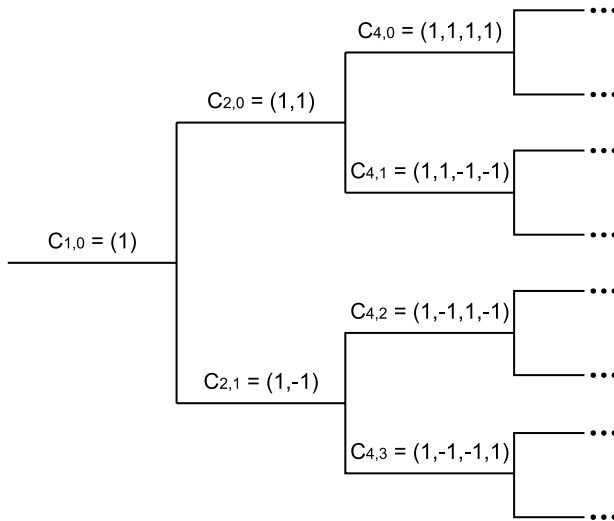 C4,0 = (1,1,1,1)
C2,0 = (1,1)
C4,1 = (1,1,-1,-1)
C1,0 = (1)
C4,2 = (1,-1,1,-1)
C2,1 = (1,-1)
C4,3 = (1,-1,-1,1)